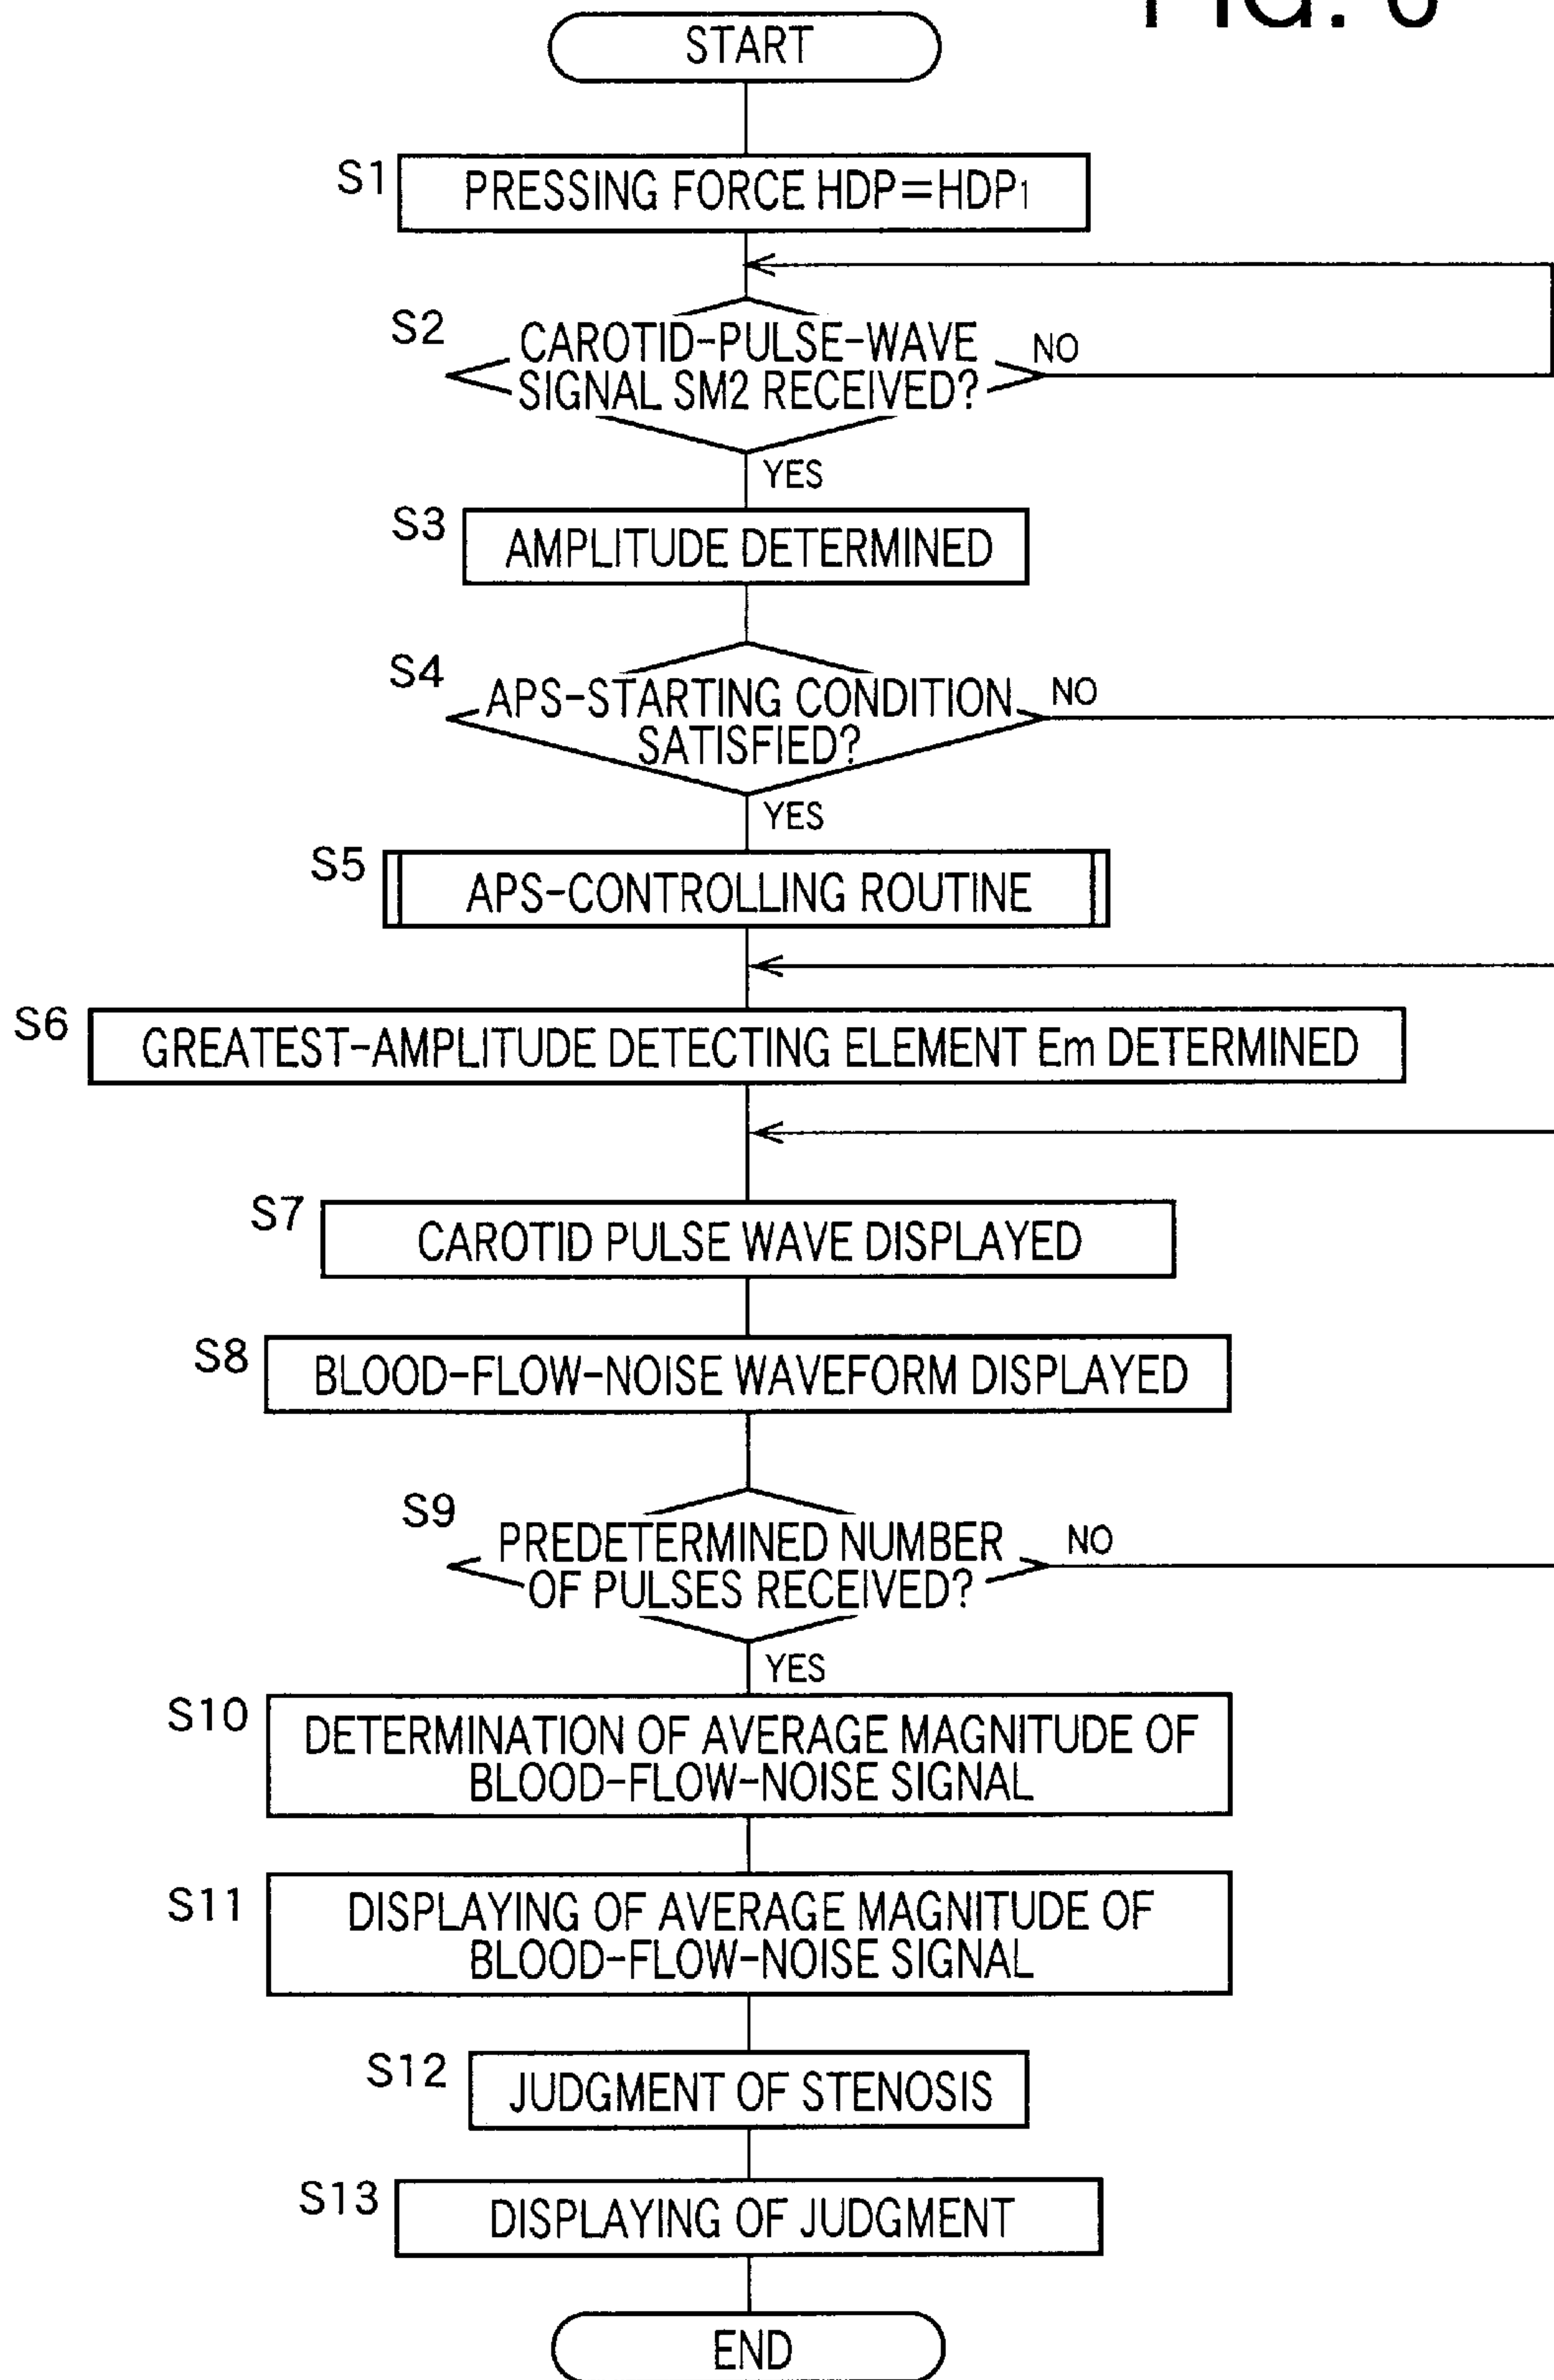 START
S1
PRESSING FORCE HDP=HDP1
S2
CAROTID-PULSE-WAVE
SIGNAL SM2 RECEIVED?
NO
YES
S3
AMPLITUDE DETERMINED
S4
APS-STARTING CONDITION
SATISFIED?
NO
YES
S5
APS-CONTROLLING ROUTINE
S6
GREATEST-AMPLITUDE DETECTING ELEMENT Em DETERMINED
S7
CAROTID PULSE WAVE DISPLAYED
S8
BLOOD-FLOW-NOISE WAVEFORM DISPLAYED
S9
PREDETERMINED NUMBER
OF PULSES RECEIVED?
NO
YES
S10
DETERMINATION OF AVERAGE MAGNITUDE OF
BLOOD-FLOW-NOISE SIGNAL
S11
DISPLAYING OF AVERAGE MAGNITUDE OF
BLOOD-FLOW-NOISE SIGNAL
S12
JUDGMENT OF STENOSIS
S13
DISPLAYING OF JUDGMENT
END